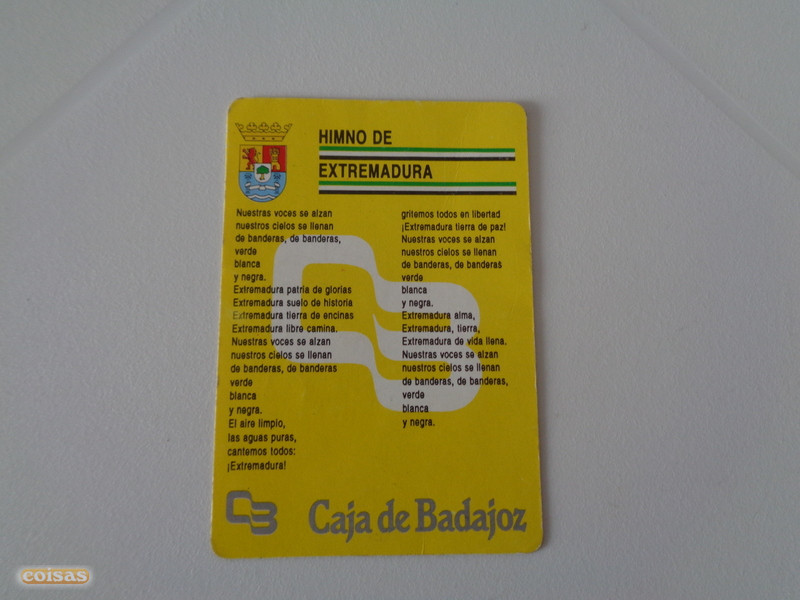 HIMNO DE
EXTREMADURA
Nuestras voces se alzan
nuestros cielos se llenan
de banderas, de banderas,
verde
blanca
y negra.
Extremadura patria de glorias
Extremadura suelo de historia
Extremadura tierra de encinas
Extremadura libre camina.
Nuestras voces se alzan
nuestros cielos se llenan
de banderas, de banderas
verde
blanca
y negra.
El aire limpio,
las aguas puras,
cantemos todos:
¡Extremadura!
gritemos todos en libertad
¡Extremadura tierra de paz!
Nuestras voces se alzan
nuestros cielos se llenan
de banderas, de banderas
verde
blanca
y negra.
Extremadura alma,
Extremadura, tierra,
Extremadura de vida llena.
Nuestras voces se alzan
nuestros cielos se llenan
de banderas, de banderas,
verde
blanca
y negra.
CB Caja de Badajoz
coisas